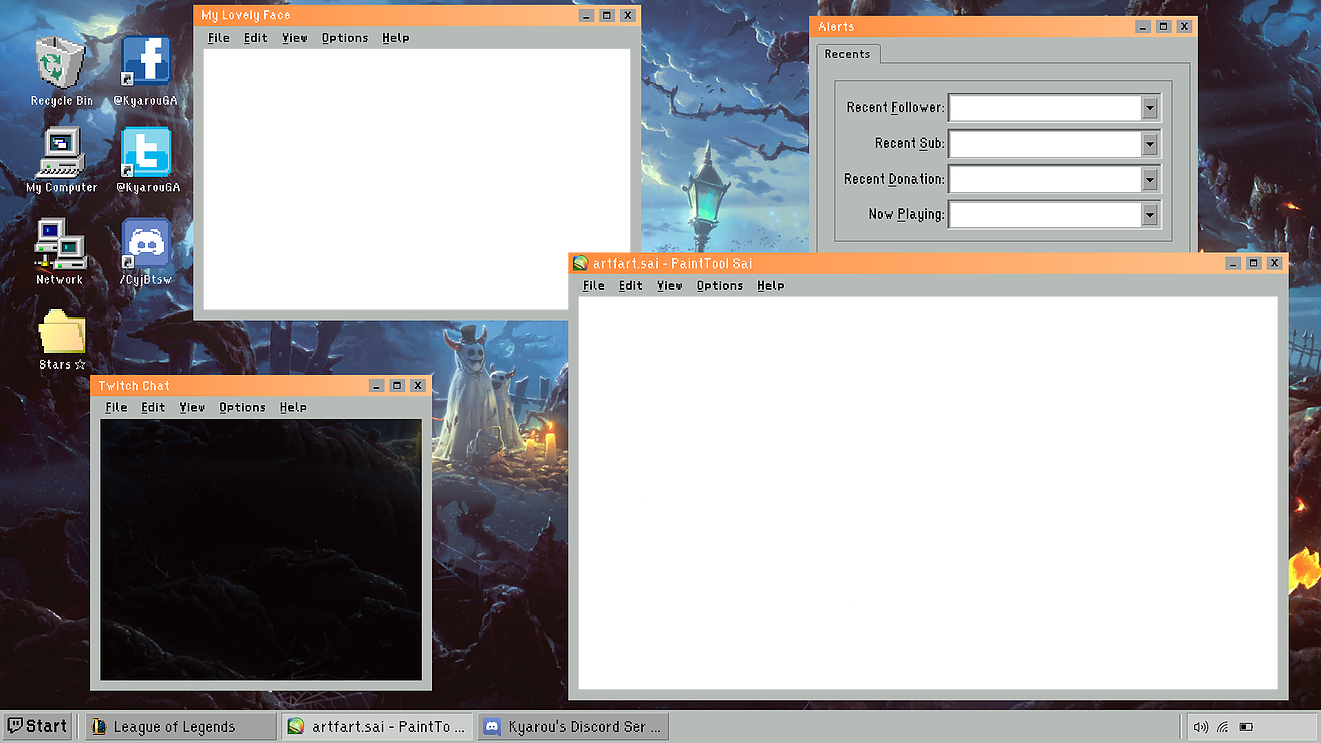 My Lovely Face
File Edit View Options Help
Alerts
Recents
Recent Follower:
Recent Sub:
Recent Donation:
Now Playing:
Recycle Bin
@KyarouGA
My Computer
@KyarouGA
Network
/CyjBtsw
Stars ☆
artfart.sai - PaintTool Sai
File Edit View Options Help
Twitch Chat
File Edit View Options Help
Start
League of Legends
artfart.sai - PaintTo ...
Kyarou's Discord Ser ...